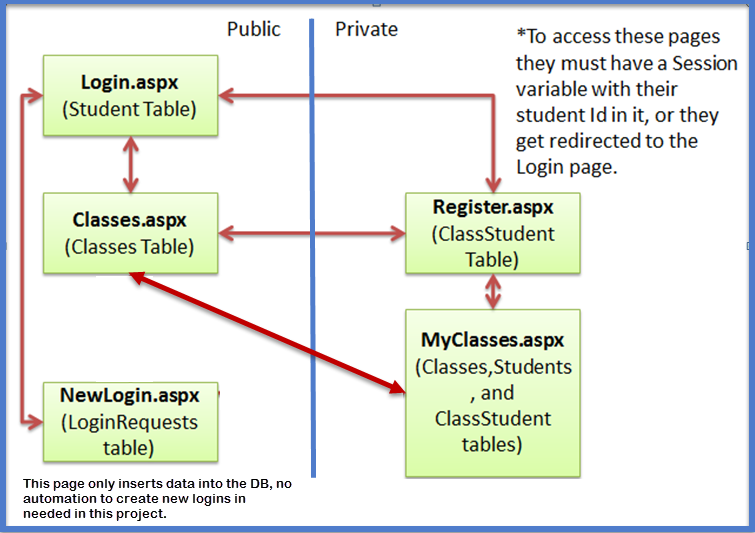 Public
Private
*To access these pages
they must have a Session
variable with their
student Id in it, or they
get redirected to the
Login page.
Login.aspx
(Student Table)
Classes.aspx
(Classes Table)
Register.aspx
(ClassStudent
Table)
MyClasses.aspx
(Classes,Students
, and
ClassStudent
tables)
NewLogin.aspx
(LoginRequests
table)
This page only inserts data into the DB, no
automation to create new logins in
needed in this project.